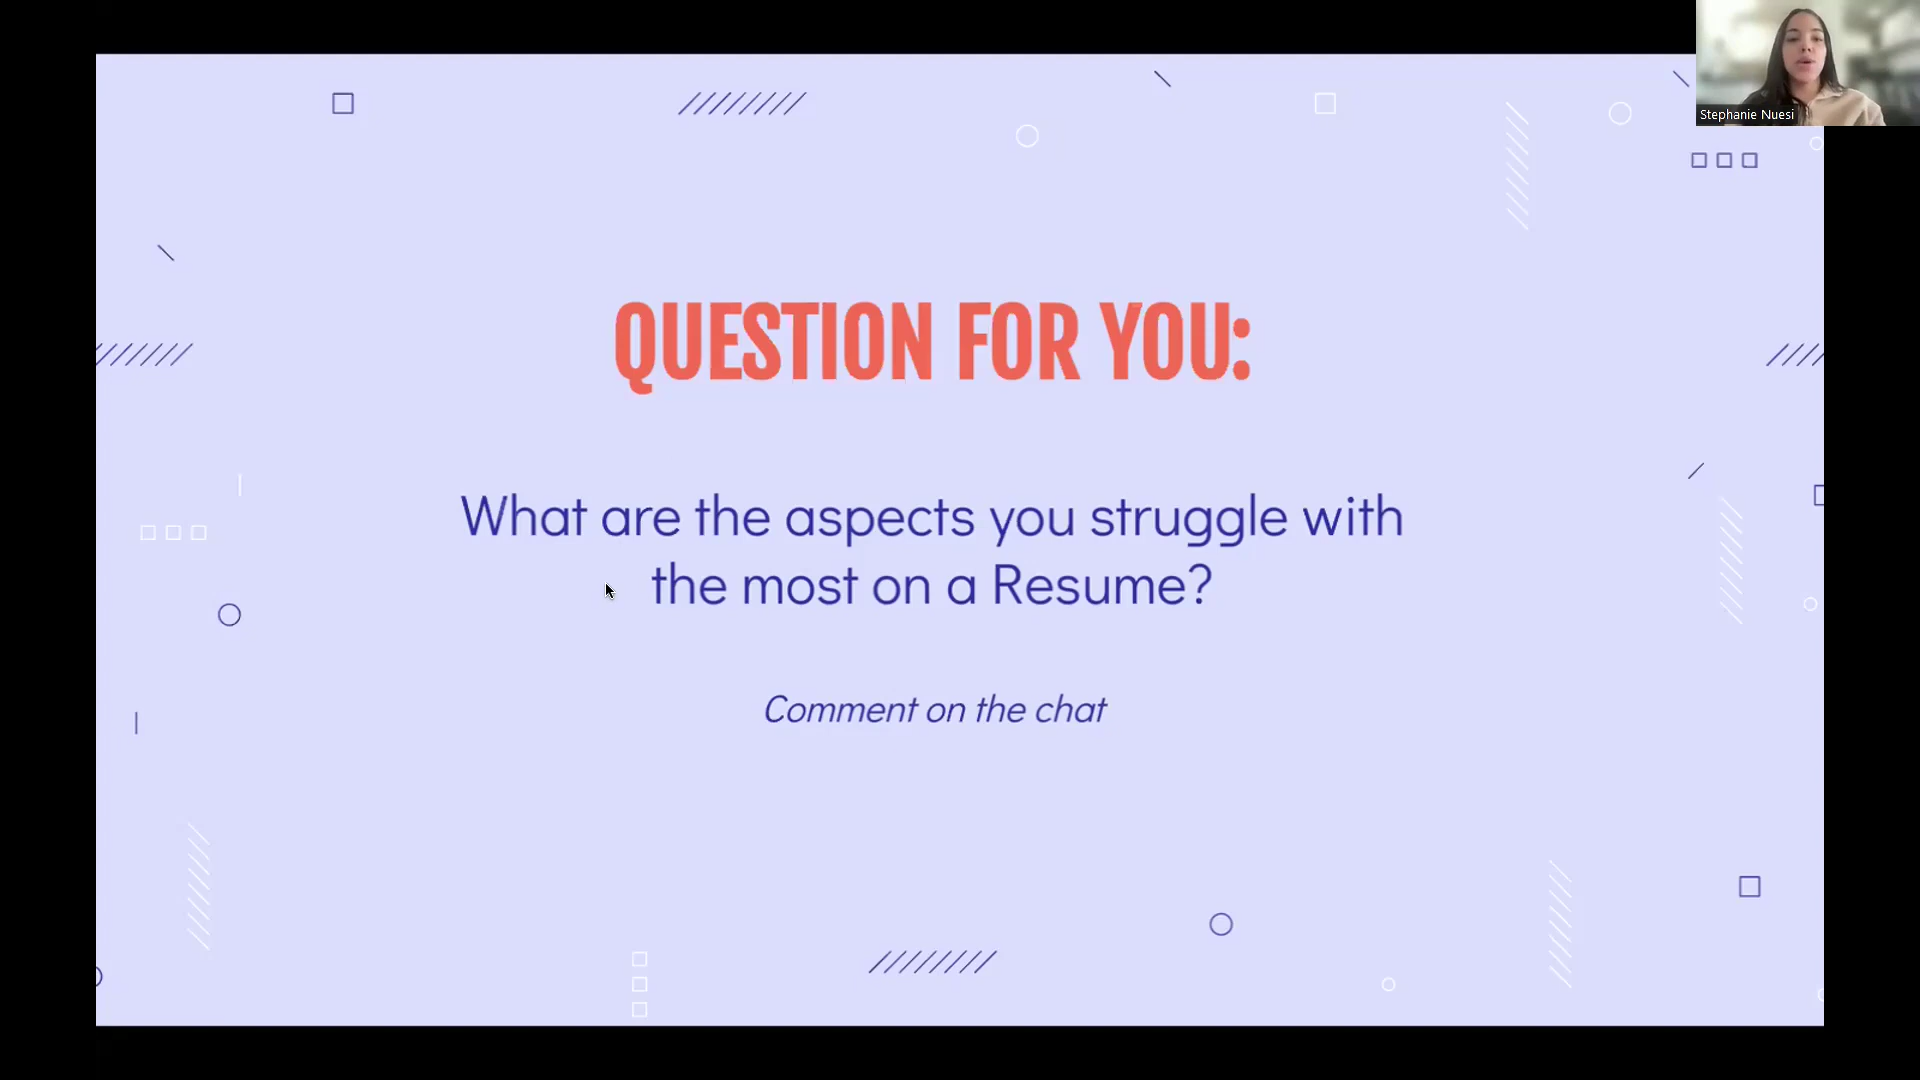 Stephanie Nuesi
QUESTION FOR YOU:
What are the aspects you struggle with
the most on a Resume?
Comment on the chat